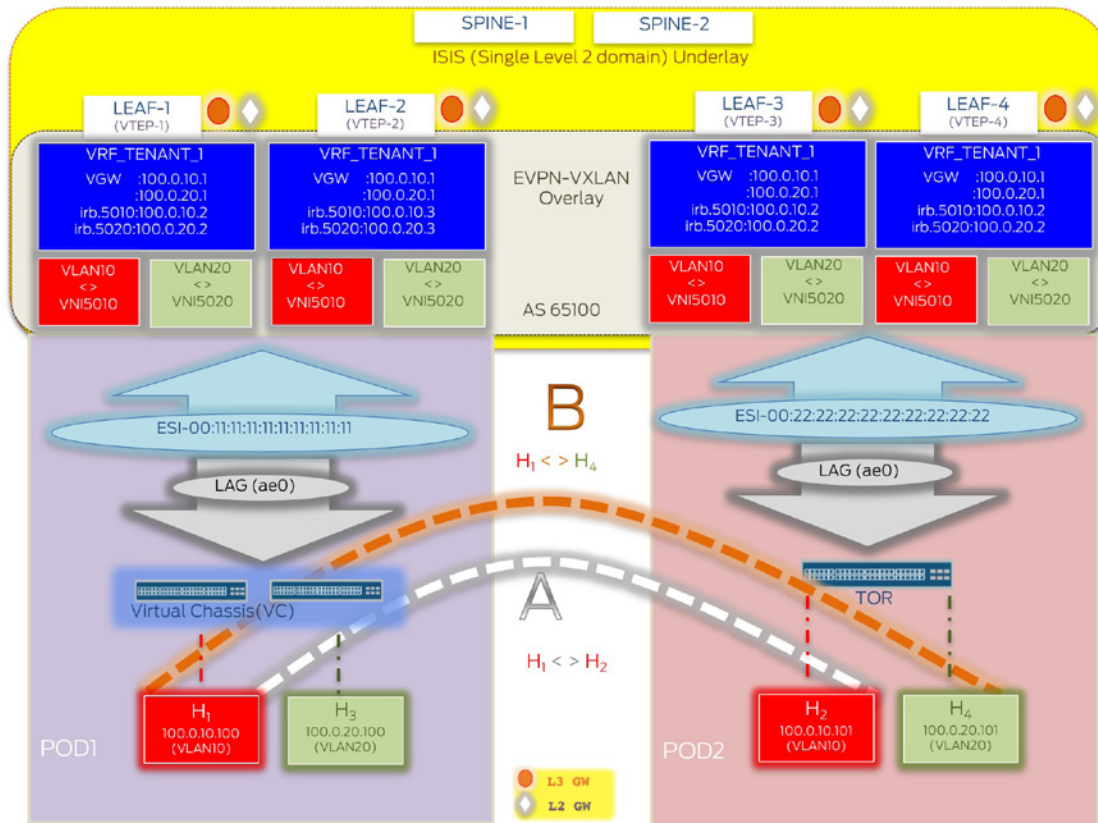 SPINE-1
SPINE-2
ISIS (Single Level 2 domain) Underlay
LEAF-1
(VTEP-1)
LEAF-2
(VTEP-2)
LEAF-3
(VTEP-3)
LEAF-4
(VTEP-4)
VRF_TENANT_1
VGW :100.0.10.1
:100.0.20.1
irb.5010:100.0.10.2
irb.5020:100.0.20.2
VRF_TENANT_1
VGW :100.0.10.1
:100.0.20.1
irb.5010:100.0.10.3
irb.5020:100.0.20.3
EVPN-VXLAN
Overlay
VRF_TENANT_1
VGW :100.0.10.1
:100.0.20.1
irb.5010:100.0.10.2
irb.5020:100.0.20.2
VRF_TENANT_1
VGW :100.0.10.1
:100.0.20.1
irb.5010:100.0.10.2
irb.5020:100.0.20.2
VLAN10
<>
VNI5010
VLAN20
<>
VNI5020
VLAN10
<>
VNI5010
VLAN20
<>
VNI5020
AS 65100
VLAN10
<>
VNI5010
VLAN20
<>
VNI5020
VLAN10
<>
VNI5010
VLAN20
<>
VNI5020
ESI-00:11:11:11:11:11:11:11:11:11
LAG (ae0)
B
H₁ < > H₄
ESI-00:22:22:22:22:22:22:22:22:22
LAG (ae0)
Virtual Chassis(VC)
A
H₁ < > H₂
TOR
POD1
H₁
100.0.10.100
(VLAN10)
H₃
100.0.20.100
(VLAN20)
POD2
H₂
100.0.10.101
(VLAN10)
H₄
100.0.20.101
(VLAN20)
L3 GW
L2 GW